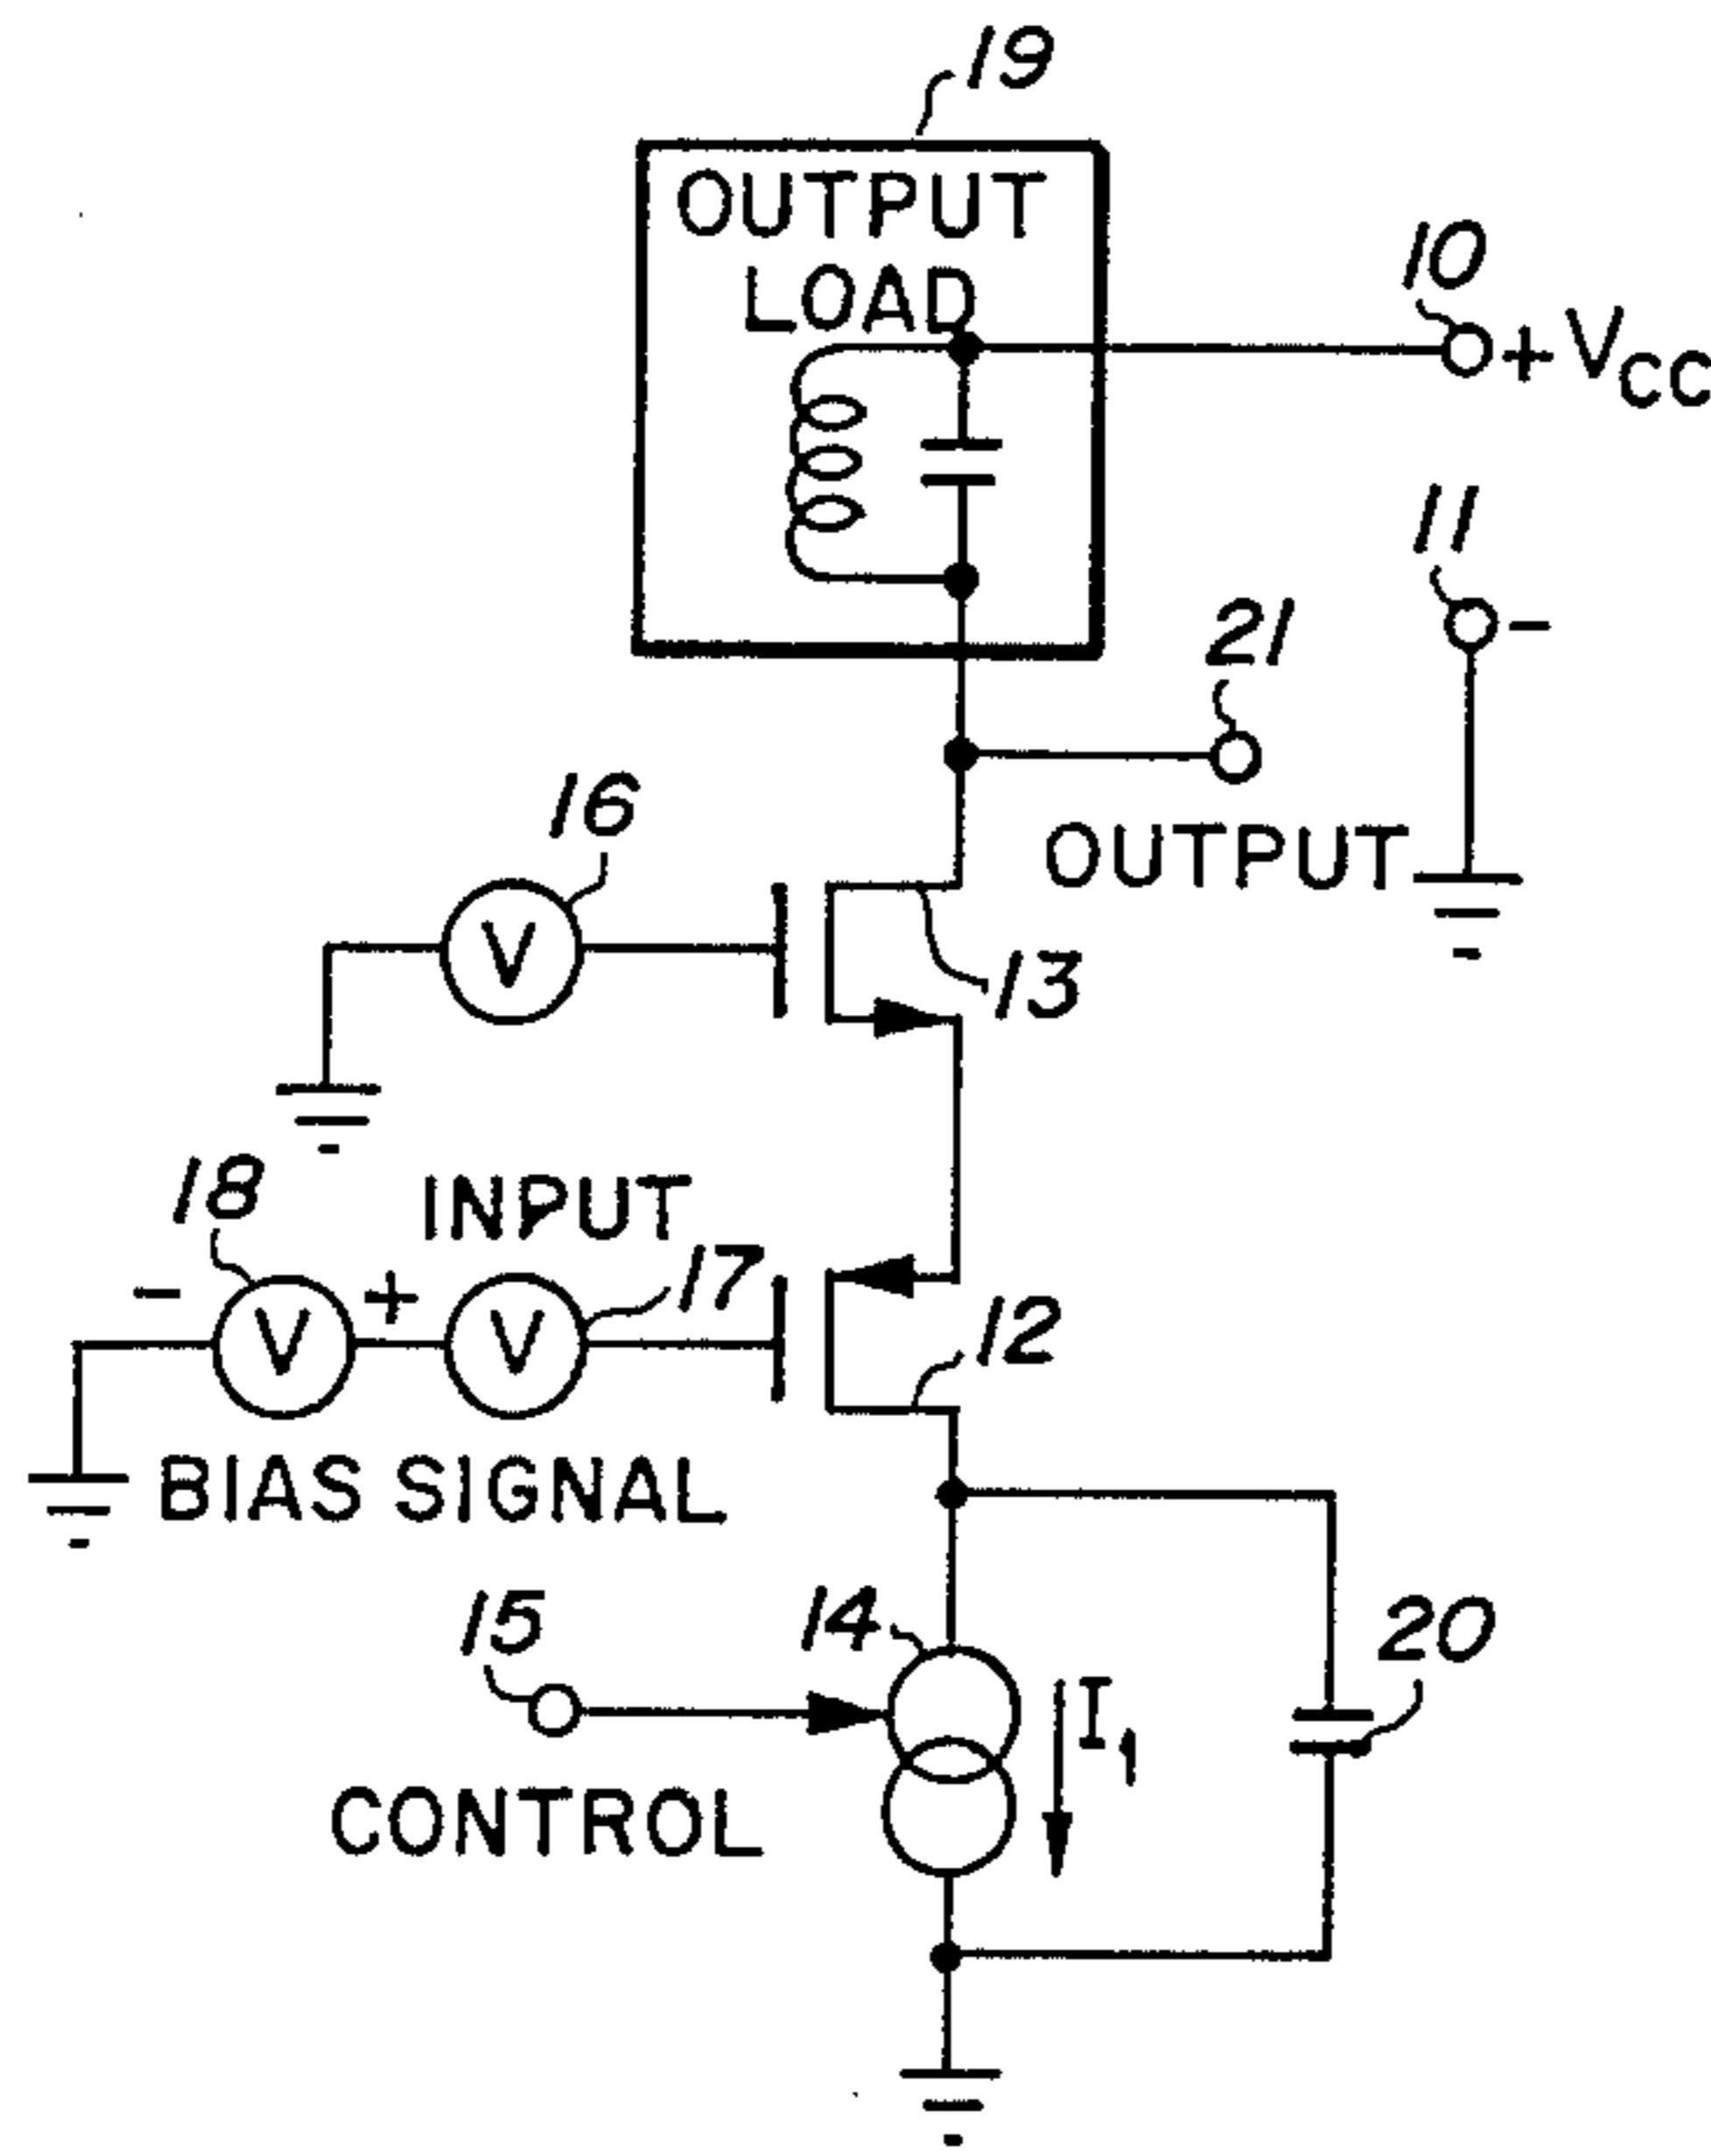 19
OUTPUT
LOAD
10
+ VCC
11
-
21
OUTPUT
16
V
13
18
INPUT
17
- V + V
12
BIAS SIGNAL
15
14
I1
20
CONTROL